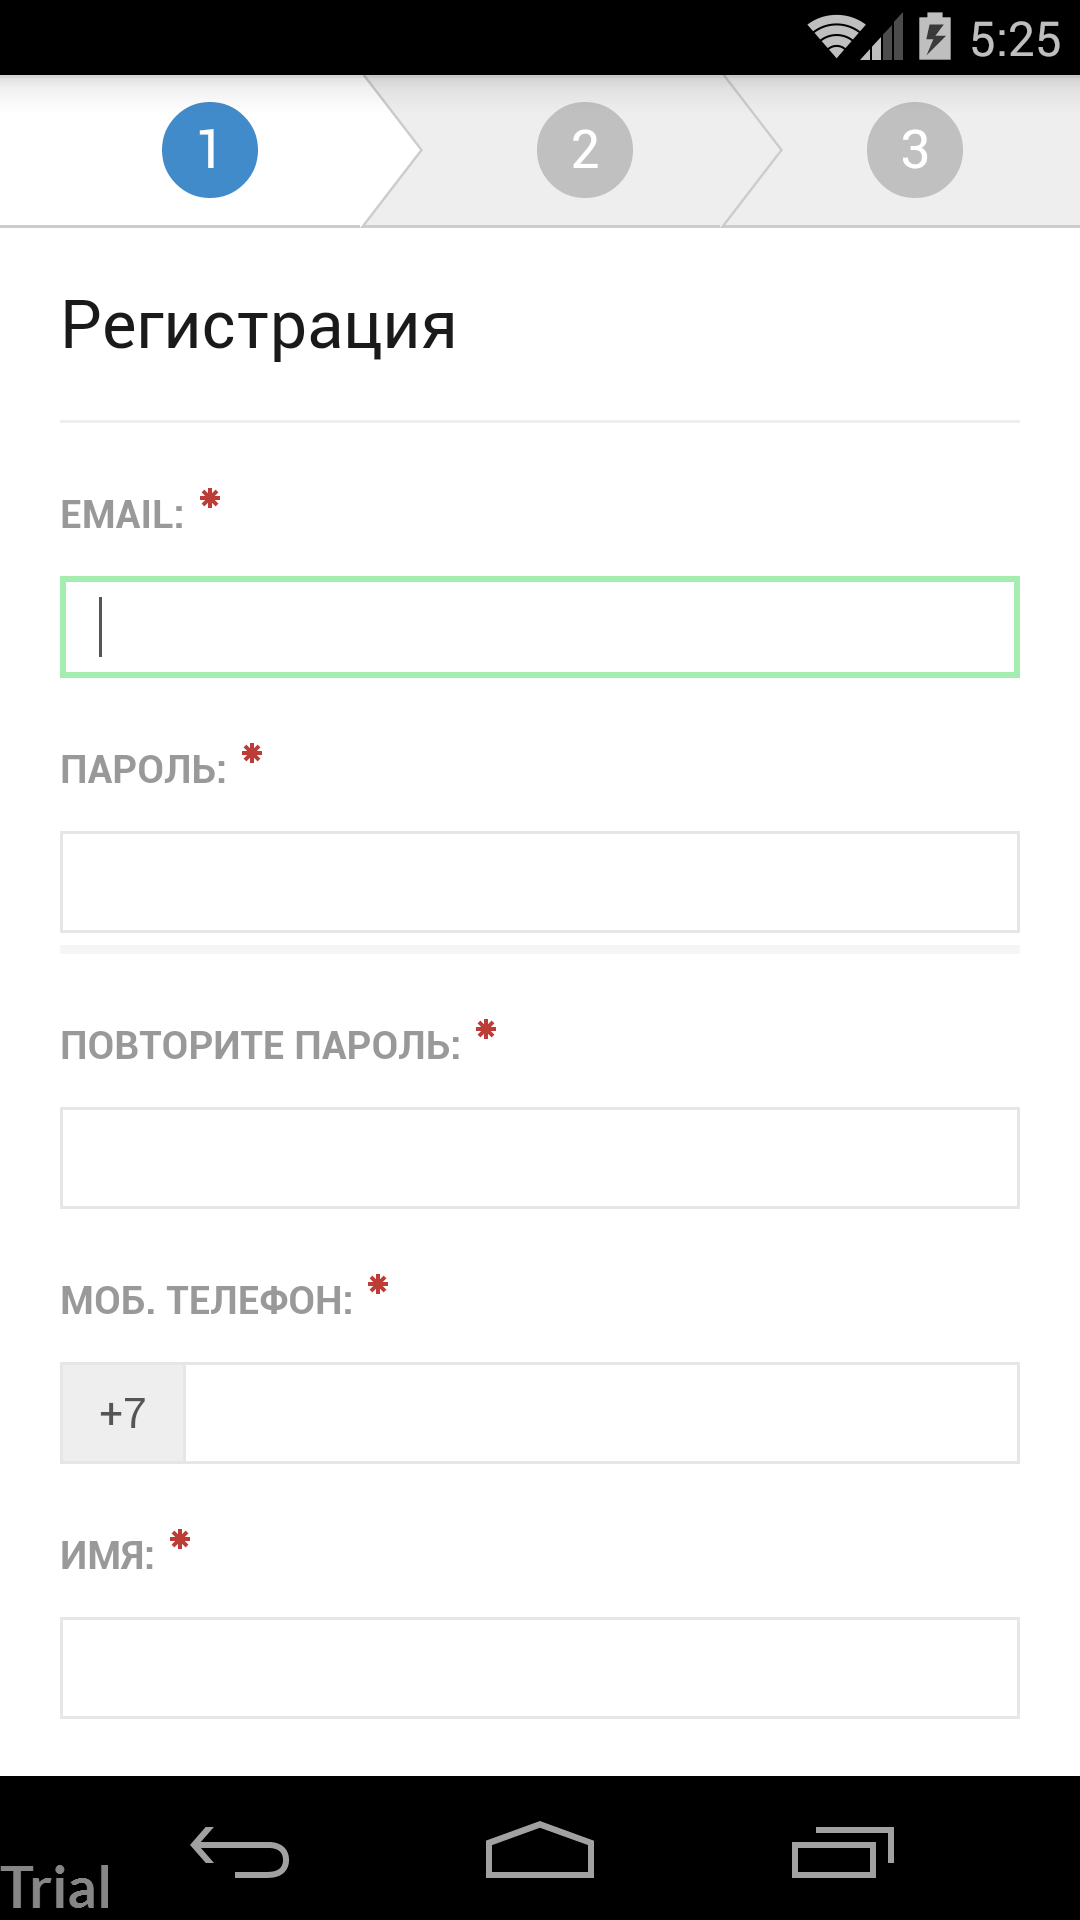 5:25
1 2 3
Регистрация
EMAIL: *
ПАРОЛЬ: *
ПОВТОРИТЕ ПАРОЛЬ: *
МОБ. ТЕЛЕФОН: *
+7
ИМЯ: *
Trial